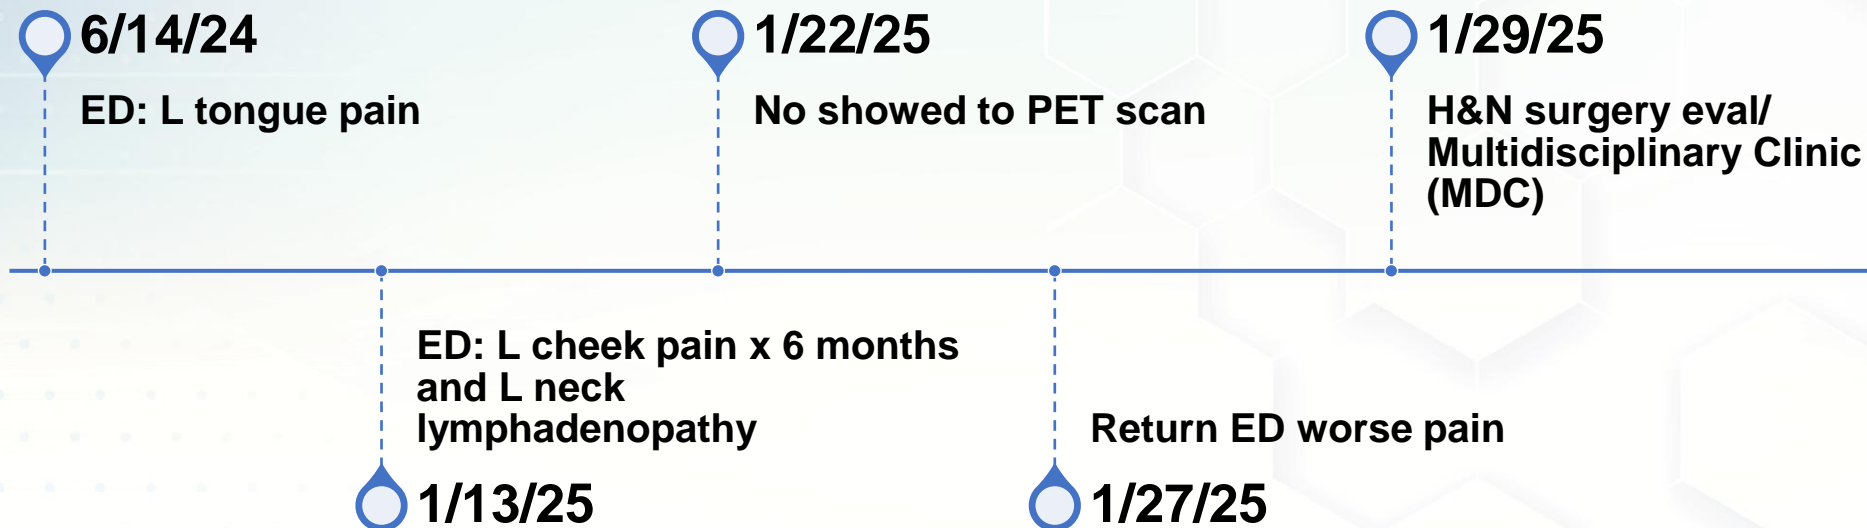 6/14/24
ED: L tongue pain
1/13/25
ED: L cheek pain x 6 months
and L neck
lymphadenopathy
1/22/25
No showed to PET scan
1/27/25
Return ED worse pain
1/29/25
H&N surgery eval/
Multidisciplinary Clinic
(MDC)